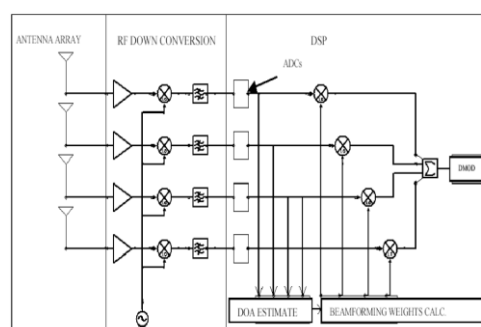 ANTENNA ARRAY
RF DOWN CONVERSION
DSP
ADCs
DMOD
DOA ESTIMATE
BEAMFORMING WEIGHTS CALC.